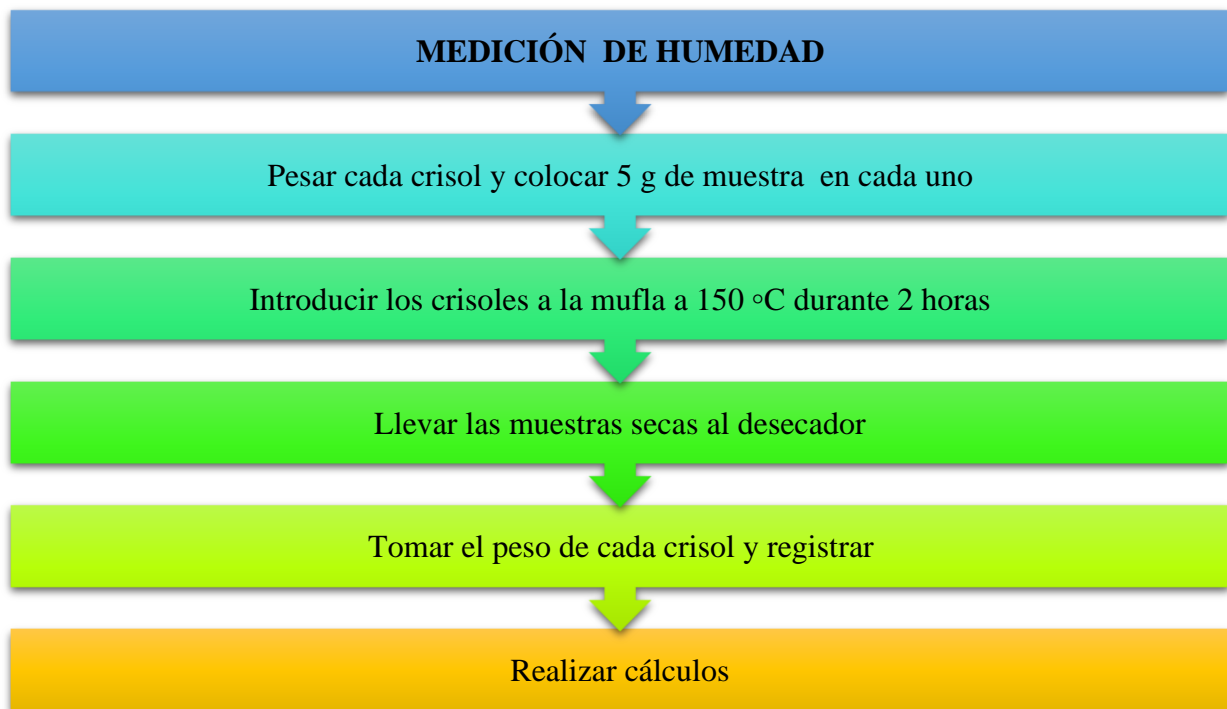 MEDICIÓN DE HUMEDAD
Pesar cada crisol y colocar 5 g de muestra en cada uno
Introducir los crisoles a la mufla a 150 °C durante 2 horas
Llevar las muestras secas al desecador
Tomar el peso de cada crisol y registrar
Realizar cálculos